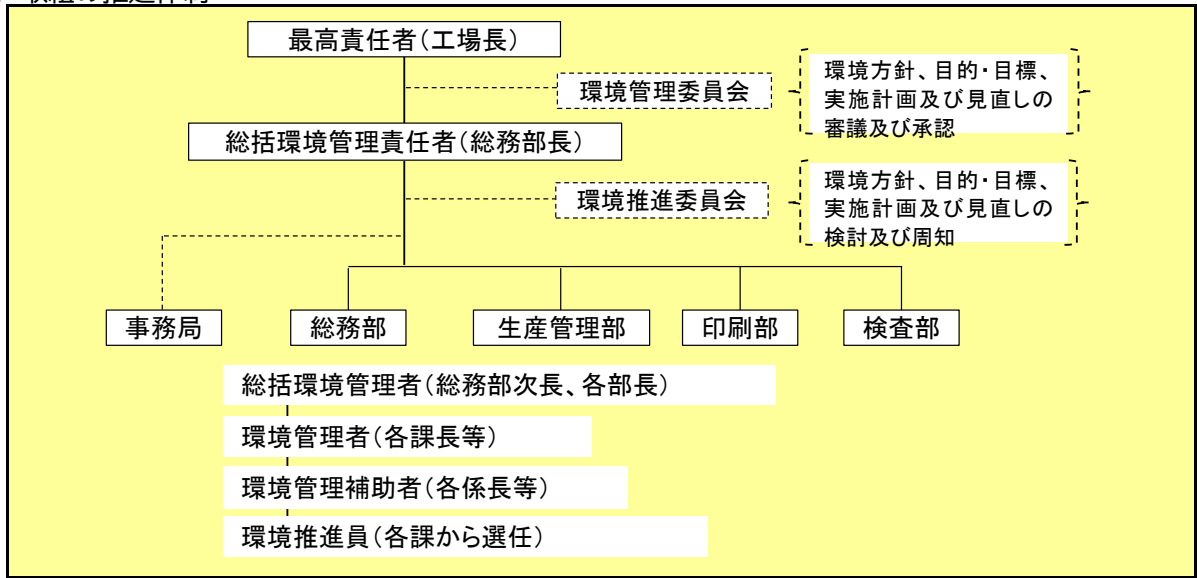 最高責任者(工場長)
環境管理委員会
環境方針、目的・目標、
実施計画及び見直しの
審議及び承認
総括環境管理責任者(総務部長)
環境推進委員会
環境方針、目的・目標、
実施計画及び見直しの
検討及び周知
事務局
総務部
生産管理部
印刷部
検査部
総括環境管理者(総務部次長、各部長)
環境管理者(各課長等)
環境管理補助者(各係長等)
環境推進員(各課から選任)